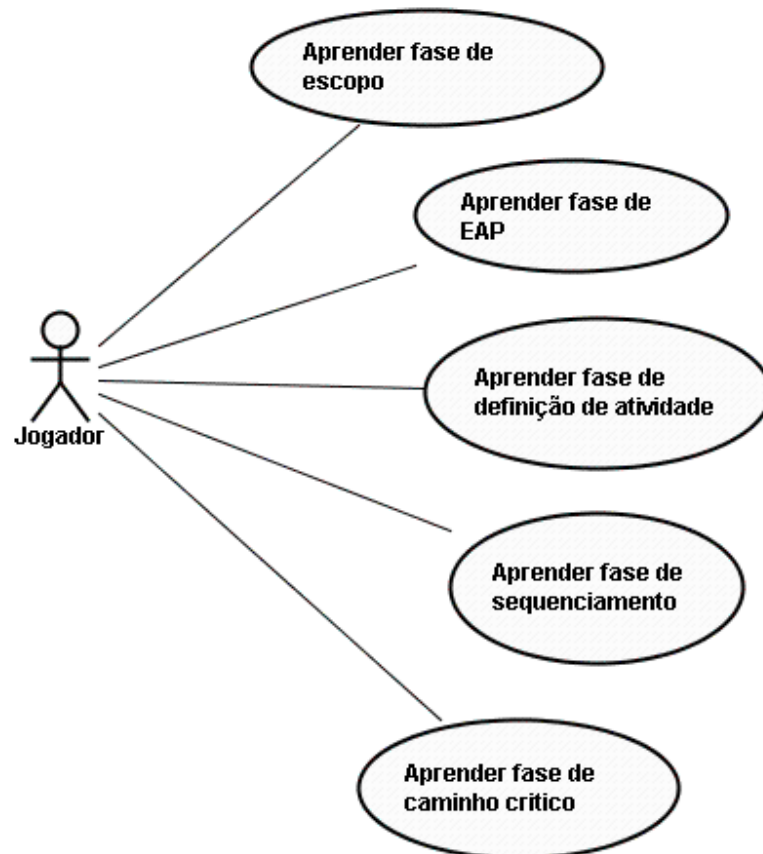 Aprender fase de
escopo
Aprender fase de
EAP
Aprender fase de
definição de atividade
Jogador
Aprender fase de
sequenciamento
Aprender fase de
caminho critico